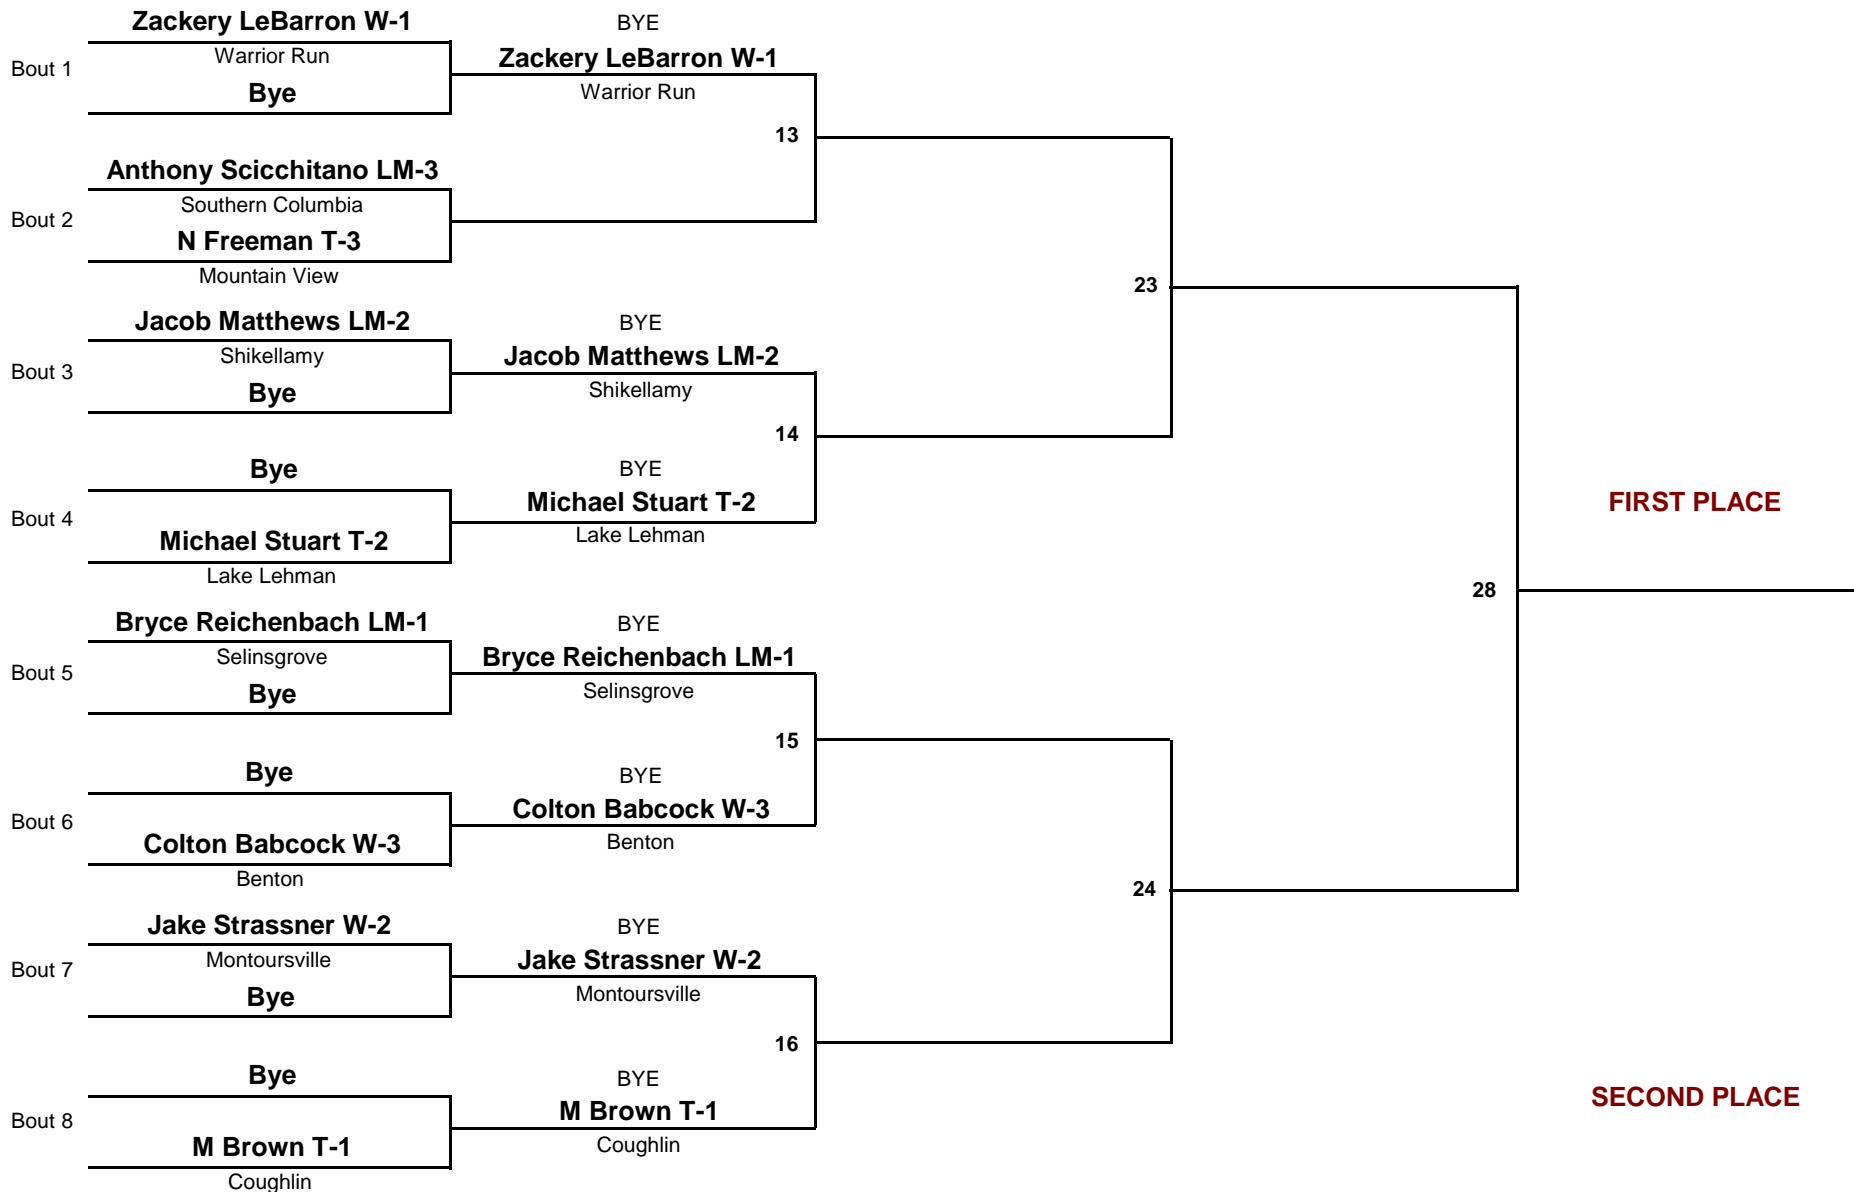 Zackery LeBarron W-1
Bout 1
Warrior Run
Bye
BYE
Zackery LeBarron W-1
Warrior Run
13
Anthony Scicchitano LM-3
Bout 2
Southern Columbia
N Freeman T-3
Mountain View
23
Jacob Matthews LM-2
Bout 3
Shikellamy
Bye
BYE
Jacob Matthews LM-2
Shikellamy
14
Bye
Bout 4
Michael Stuart T-2
Lake Lehman
BYE
Michael Stuart T-2
Lake Lehman
FIRST PLACE
28
Bryce Reichenbach LM-1
Bout 5
Selinsgrove
Bye
BYE
Bryce Reichenbach LM-1
Selinsgrove
15
Bye
Bout 6
Colton Babcock W-3
Benton
BYE
Colton Babcock W-3
Benton
24
Jake Strassner W-2
Bout 7
Montoursville
Bye
BYE
Jake Strassner W-2
Montoursville
16
Bye
Bout 8
M Brown T-1
Coughlin
BYE
M Brown T-1
Coughlin
SECOND PLACE